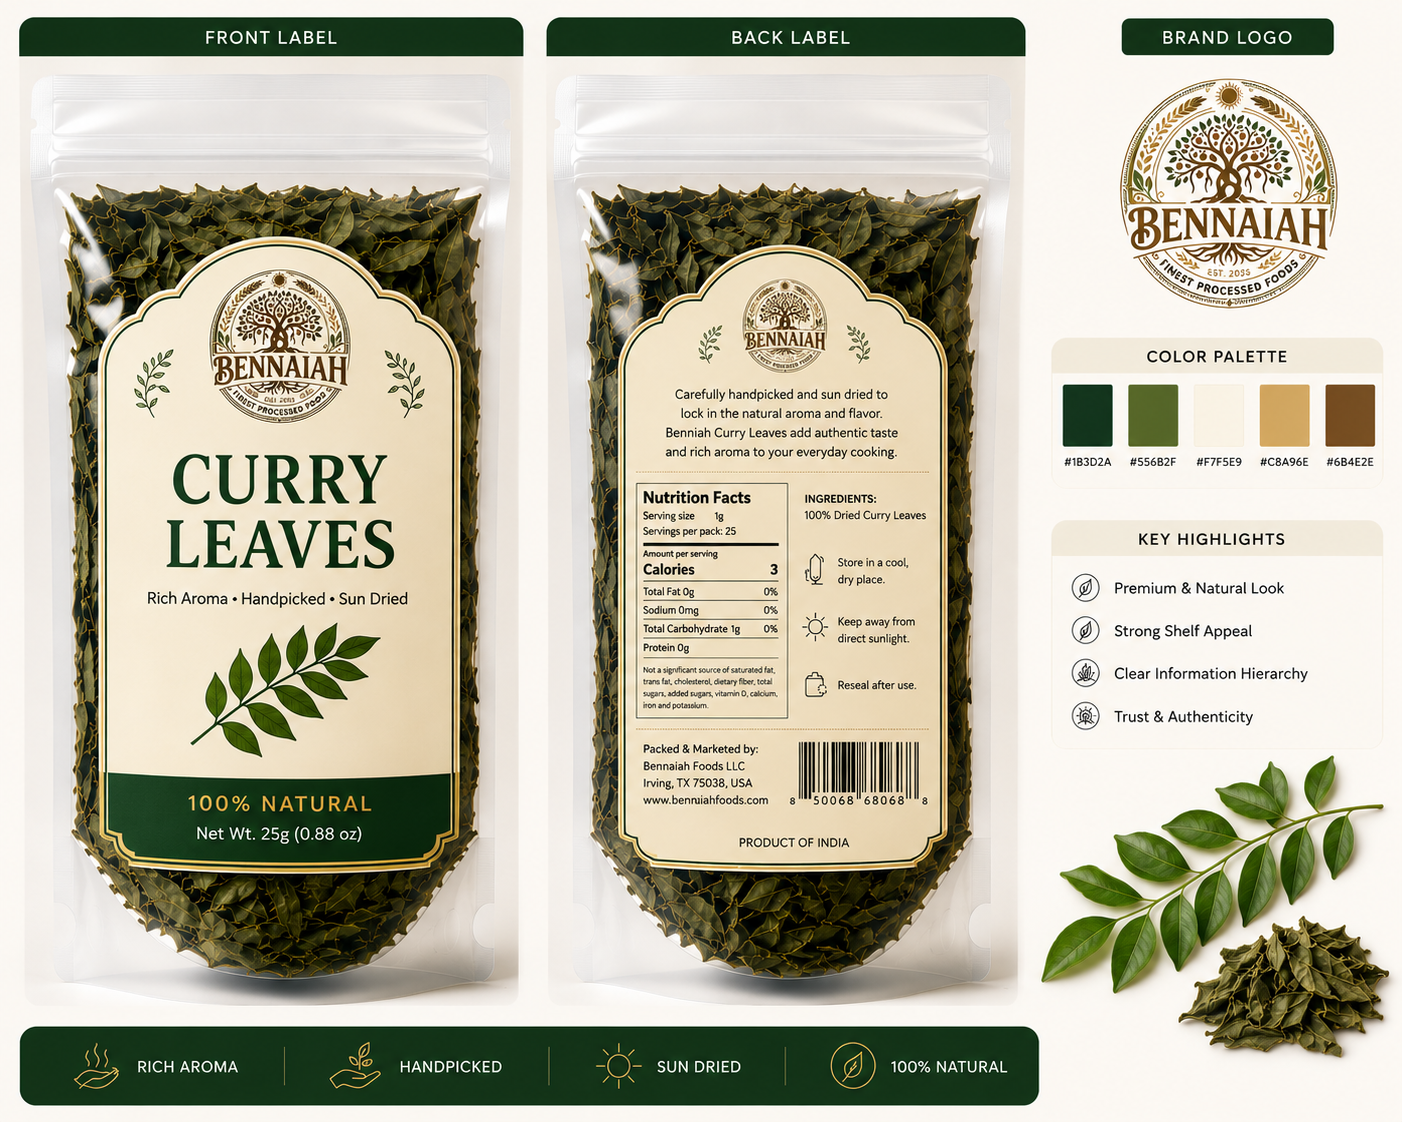 FRONT LABEL
BENNAIAH
FINEST PROCESSED FOOD
CURRY
LEAVES
Rich Aroma • Handpicked • Sun Dried
100% NATURAL
Net Wt. 25g (0.88 oz)
BACK LABEL
BENNAIAH
Carefully handpicked and sun dried to
lock in the natural aroma and flavor.
Benniah Curry Leaves add authentic taste
and rich aroma to your everyday cooking.
Nutrition Facts
Serving size 1g
Servings per pack: 25
Amount per serving
Calories 3
Total Fat 0g 0%
Sodium 0mg 0%
Total Carbohydrate 1g 0%
Protein 0g
Not a significant source of saturated fat,
trans fat, cholesterol, dietary fiber, total
sugars, added sugars, vitamin D, calcium,
iron and potassium.
INGREDIENTS:
100% Dried Curry Leaves
Store in a cool,
dry place.
Keep away from
direct sunlight.
Reseal after use.
Packed & Marketed by:
Bennaiah Foods LLC
Irving, TX 75038, USA
www.bennuiahfoods.com
8 50068 68068 8
PRODUCT OF INDIA
BRAND LOGO
BENNAIAH
EST. 2035
FINEST PROCESSED FOODS
COLOR PALETTE
#1B3D2A #556B2F #F7F5E9 #C8A96E #6B4E2E
KEY HIGHLIGHTS
Premium & Natural Look
Strong Shelf Appeal
Clear Information Hierarchy
Trust & Authenticity
RICH AROMA
HANDPICKED
SUN DRIED
100% NATURAL